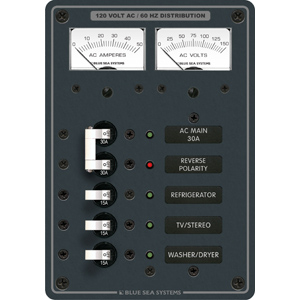 120 VOLT AC / 60 HZ DISTRIBUTION
0 10 20 30 40 50
AC AMPERES
BLUE SEA SYSTEMS
0 25 50 75 100 125 150
AC VOLTS
BLUE SEA SYSTEMS
30A
AC MAIN
30A
30A
REVERSE
POLARITY
15A
REFRIGERATOR
15A
TV/STEREO
15A
WASHER/DRYER
BLUE SEA SYSTEMS